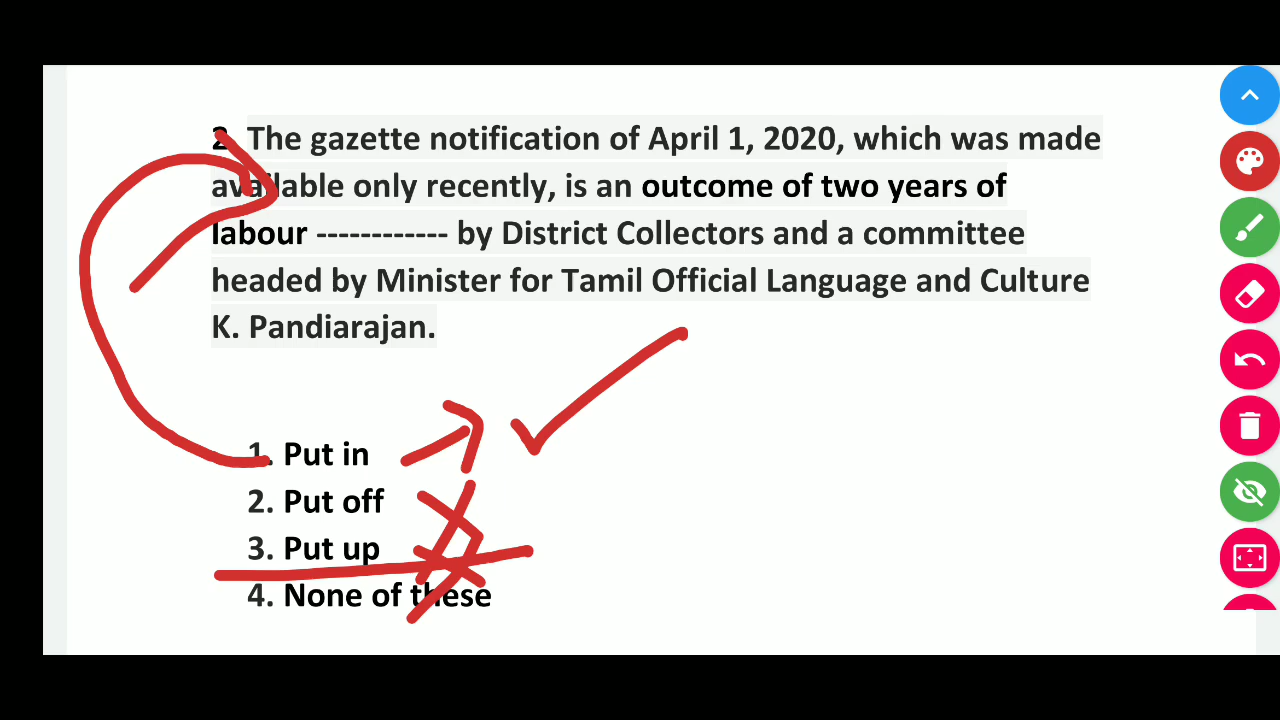 2. The gazette notification of April 1, 2020, which was made
available only recently, is an outcome of two years of
labour ------------ by District Collectors and a committee
headed by Minister for Tamil Official Language and Culture
K. Pandiarajan.
1. Put in
2. Put off
3. Put up
4. None of these